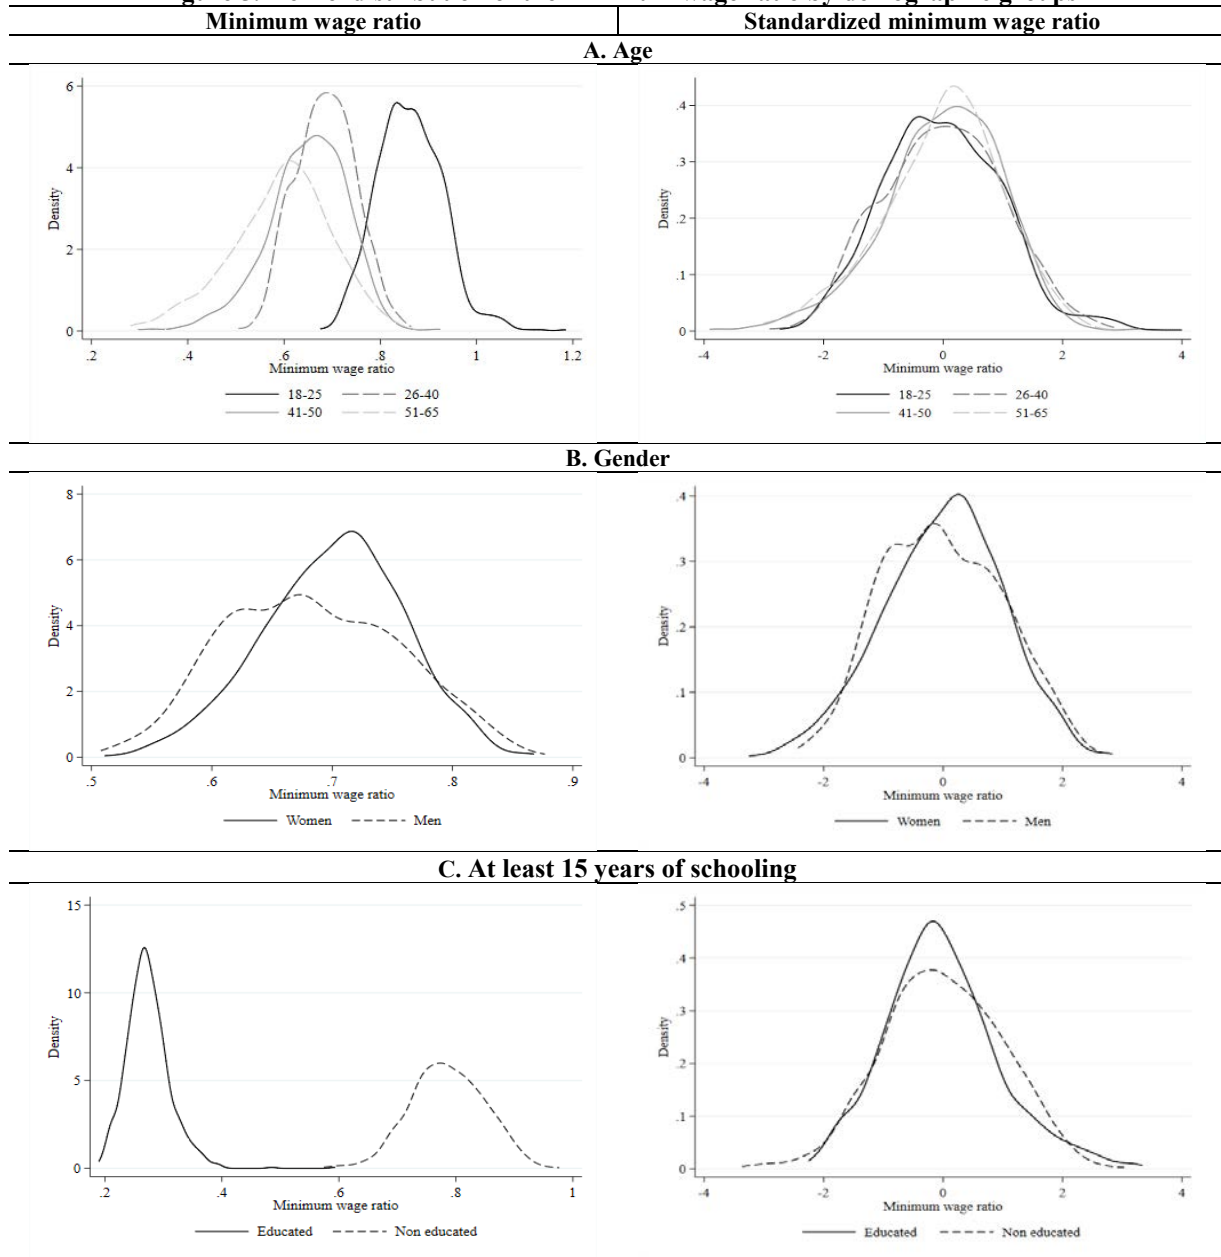 Minimum wage ratio Standardized minimum wage ratio
A. Age
6
4
2
0
Density
.2 .4 .6 .8 1 1.2
Minimum wage ratio
18-25 26-40
41-50 51-65
.4
.3
.2
.1
0
Density
-4 -2 0 2 4
Minimum wage ratio
18-25 26-40
41-50 51-65
B. Gender
8
6
4
2
0
Density
.5 .6 .7 .8 .9
Minimum wage ratio
Women Men
.4
.3
.2
.1
0
Density
-4 -2 0 2 4
Minimum wage ratio
Women Men
C. At least 15 years of schooling
15
10
5
0
Density
.2 .4 .6 .8 1
Minimum wage ratio
Educated Non educated
.5
.4
.3
.2
.1
0
Density
-4 -2 0 2 4
Minimum wage ratio
Educated Non educated